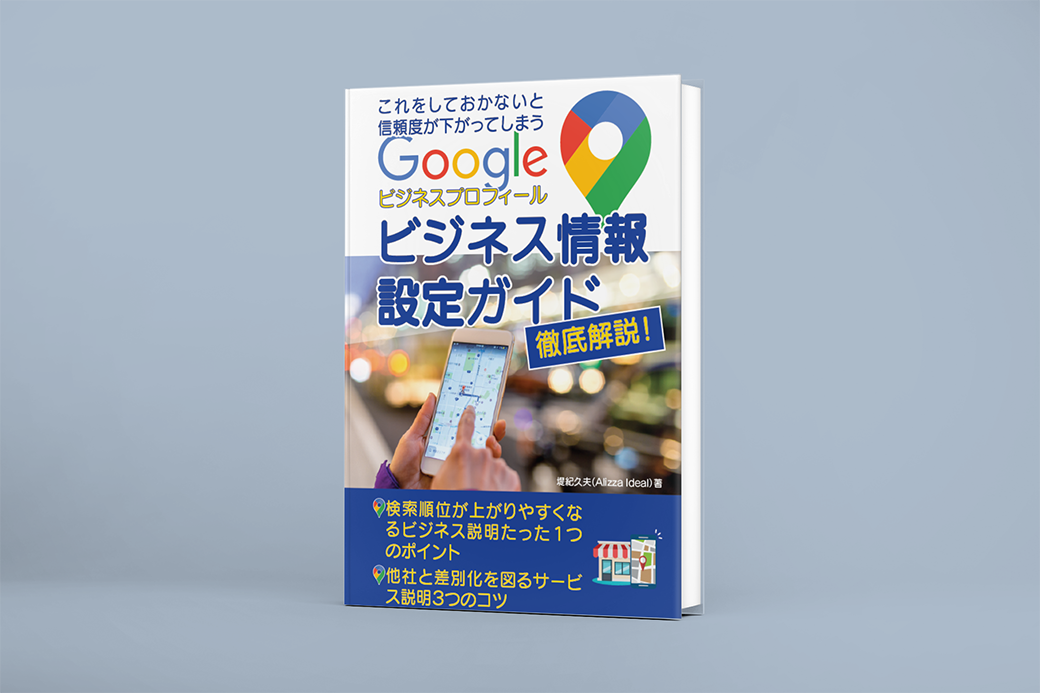 これをしておかないと
信頼度が下がってしまう
Google
ビジネスプロフィール
ビジネス情報
設定ガイド
徹底解説!
堤紀久夫(Alizza Ideal)著
検索順位が上がりやすくな
るビジネス説明たった1つ
のポイント
他社と差別化を図るサービ
ス説明3つのコツ